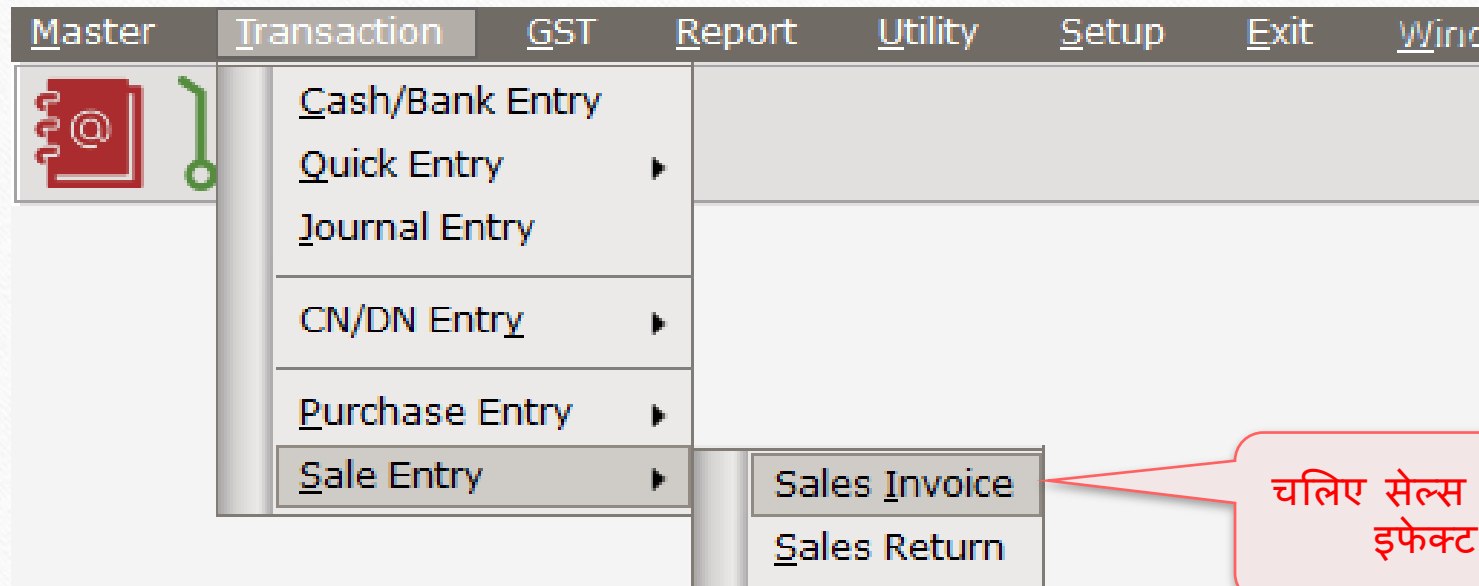 Master Transaction GST Report Utility Setup Exit
@
Cash/Bank Entry
Quick Entry
Journal Entry
CN/DN Entry
Purchase Entry
Sale Entry
Sales Invoice
Sales Return
चलिए सेल्स
इफेक्ट